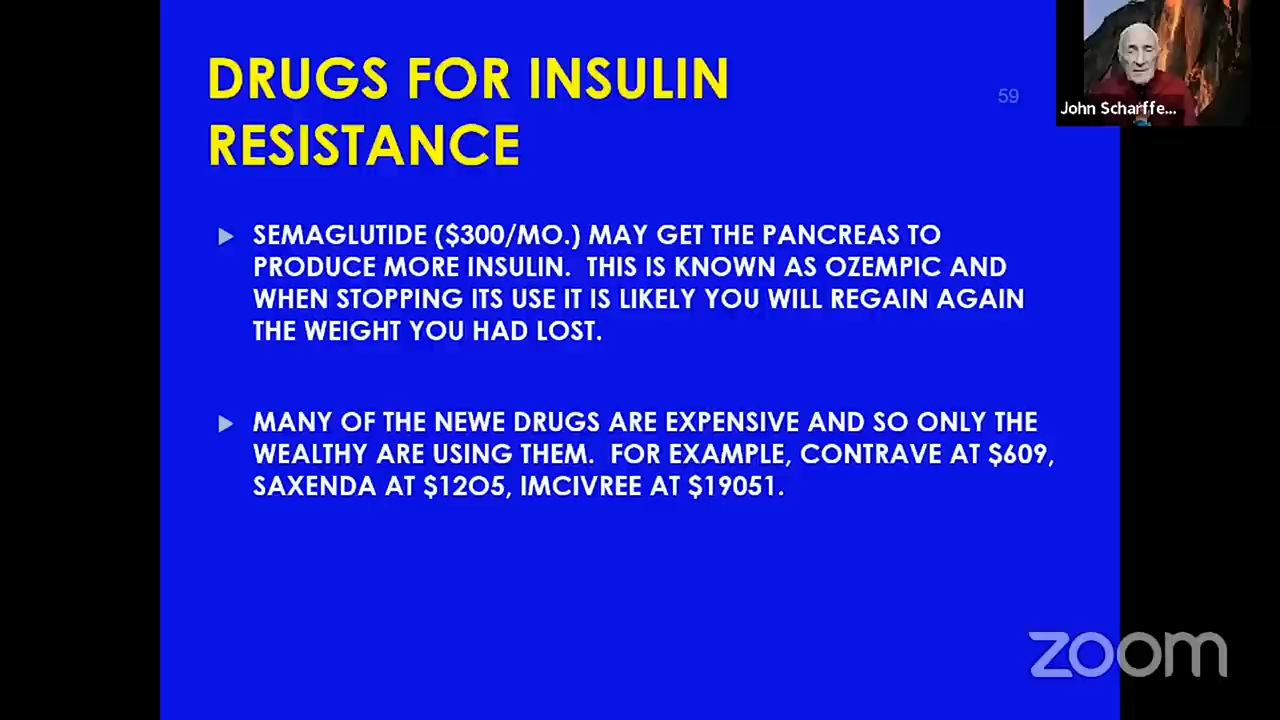 DRUGS FOR INSULIN
RESISTANCE
59
John Scharffe...
SEMAGLUTIDE ($300/MO.) MAY GET THE PANCREAS TO
PRODUCE MORE INSULIN. THIS IS KNOWN AS OZEMPIC AND
WHEN STOPPING ITS USE IT IS LIKELY YOU WILL REGAIN AGAIN
THE WEIGHT YOU HAD LOST.
MANY OF THE NEWE DRUGS ARE EXPENSIVE AND SO ONLY THE
WEALTHY ARE USING THEM. FOR EXAMPLE, CONTRAVE AT $609,
SAXENDA AT $12O5, IMCIVREE AT $19051.
zoom